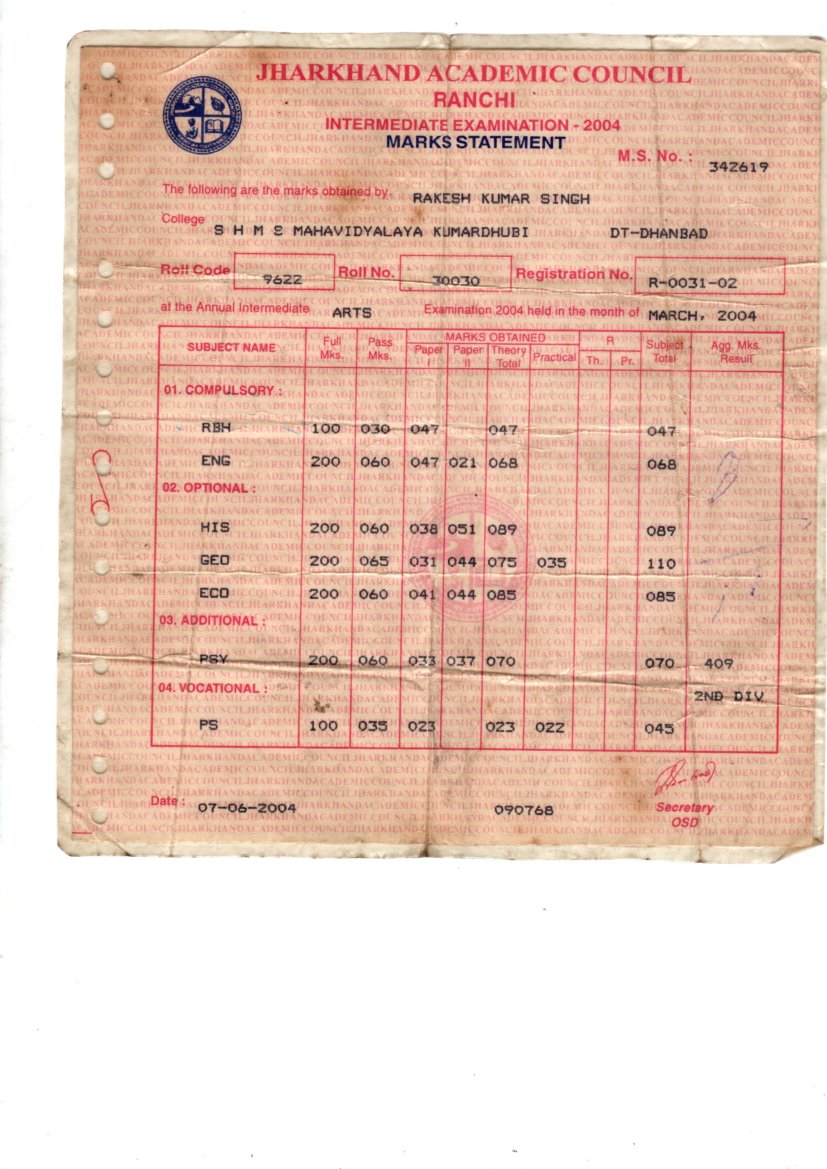 JHARKHAND ACADEMIC COUNCIL
RANCHI
INTERMEDIATE EXAMINATION - 2004
MARKS STATEMENT
M.S. No. : 342619
The following are the marks obtained by. RAKESH KUMAR SINGH
College S H M S MAHAVIDYALAYA KUMARDHUBI DT-DHANBAD
Roll Code 9622 Roll No. 30030 Registration No. R-0031-02
at the Annual Intermediate ARTS Examination 2004 held in the month of MARCH, 2004
SUBJECT NAME Full Mks. Pass Mks. MARKS OBTAINED Paper I Paper II Theory Total Practical R Th. Pr. Subject Total Agg. Mks. Result
01. COMPULSORY :
RBH 100 030 047 047 047
ENG 200 060 047 021 068 068
02. OPTIONAL :
HIS 200 060 038 051 089 089
GEO 200 065 031 044 075 035 110
ECO 200 060 041 044 085 085
03. ADDITIONAL :
PSY 200 060 033 037 070 070 409
04. VOCATIONAL : 2ND DIV
PS 100 035 023 023 022 045
Date : 07-06-2004 090768 Secretary
OSD